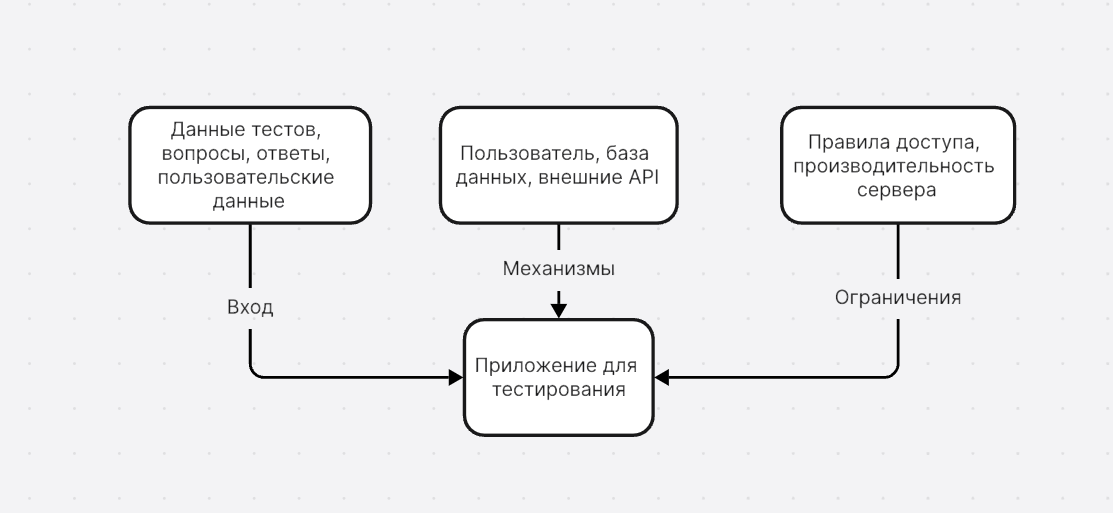 Данные тестов,
вопросы, ответы,
пользовательские
данные
Пользователь, база
данных, внешние API
Правила доступа,
производительность
сервера
Механизмы
Вход
Ограничения
Приложение для
тестирования